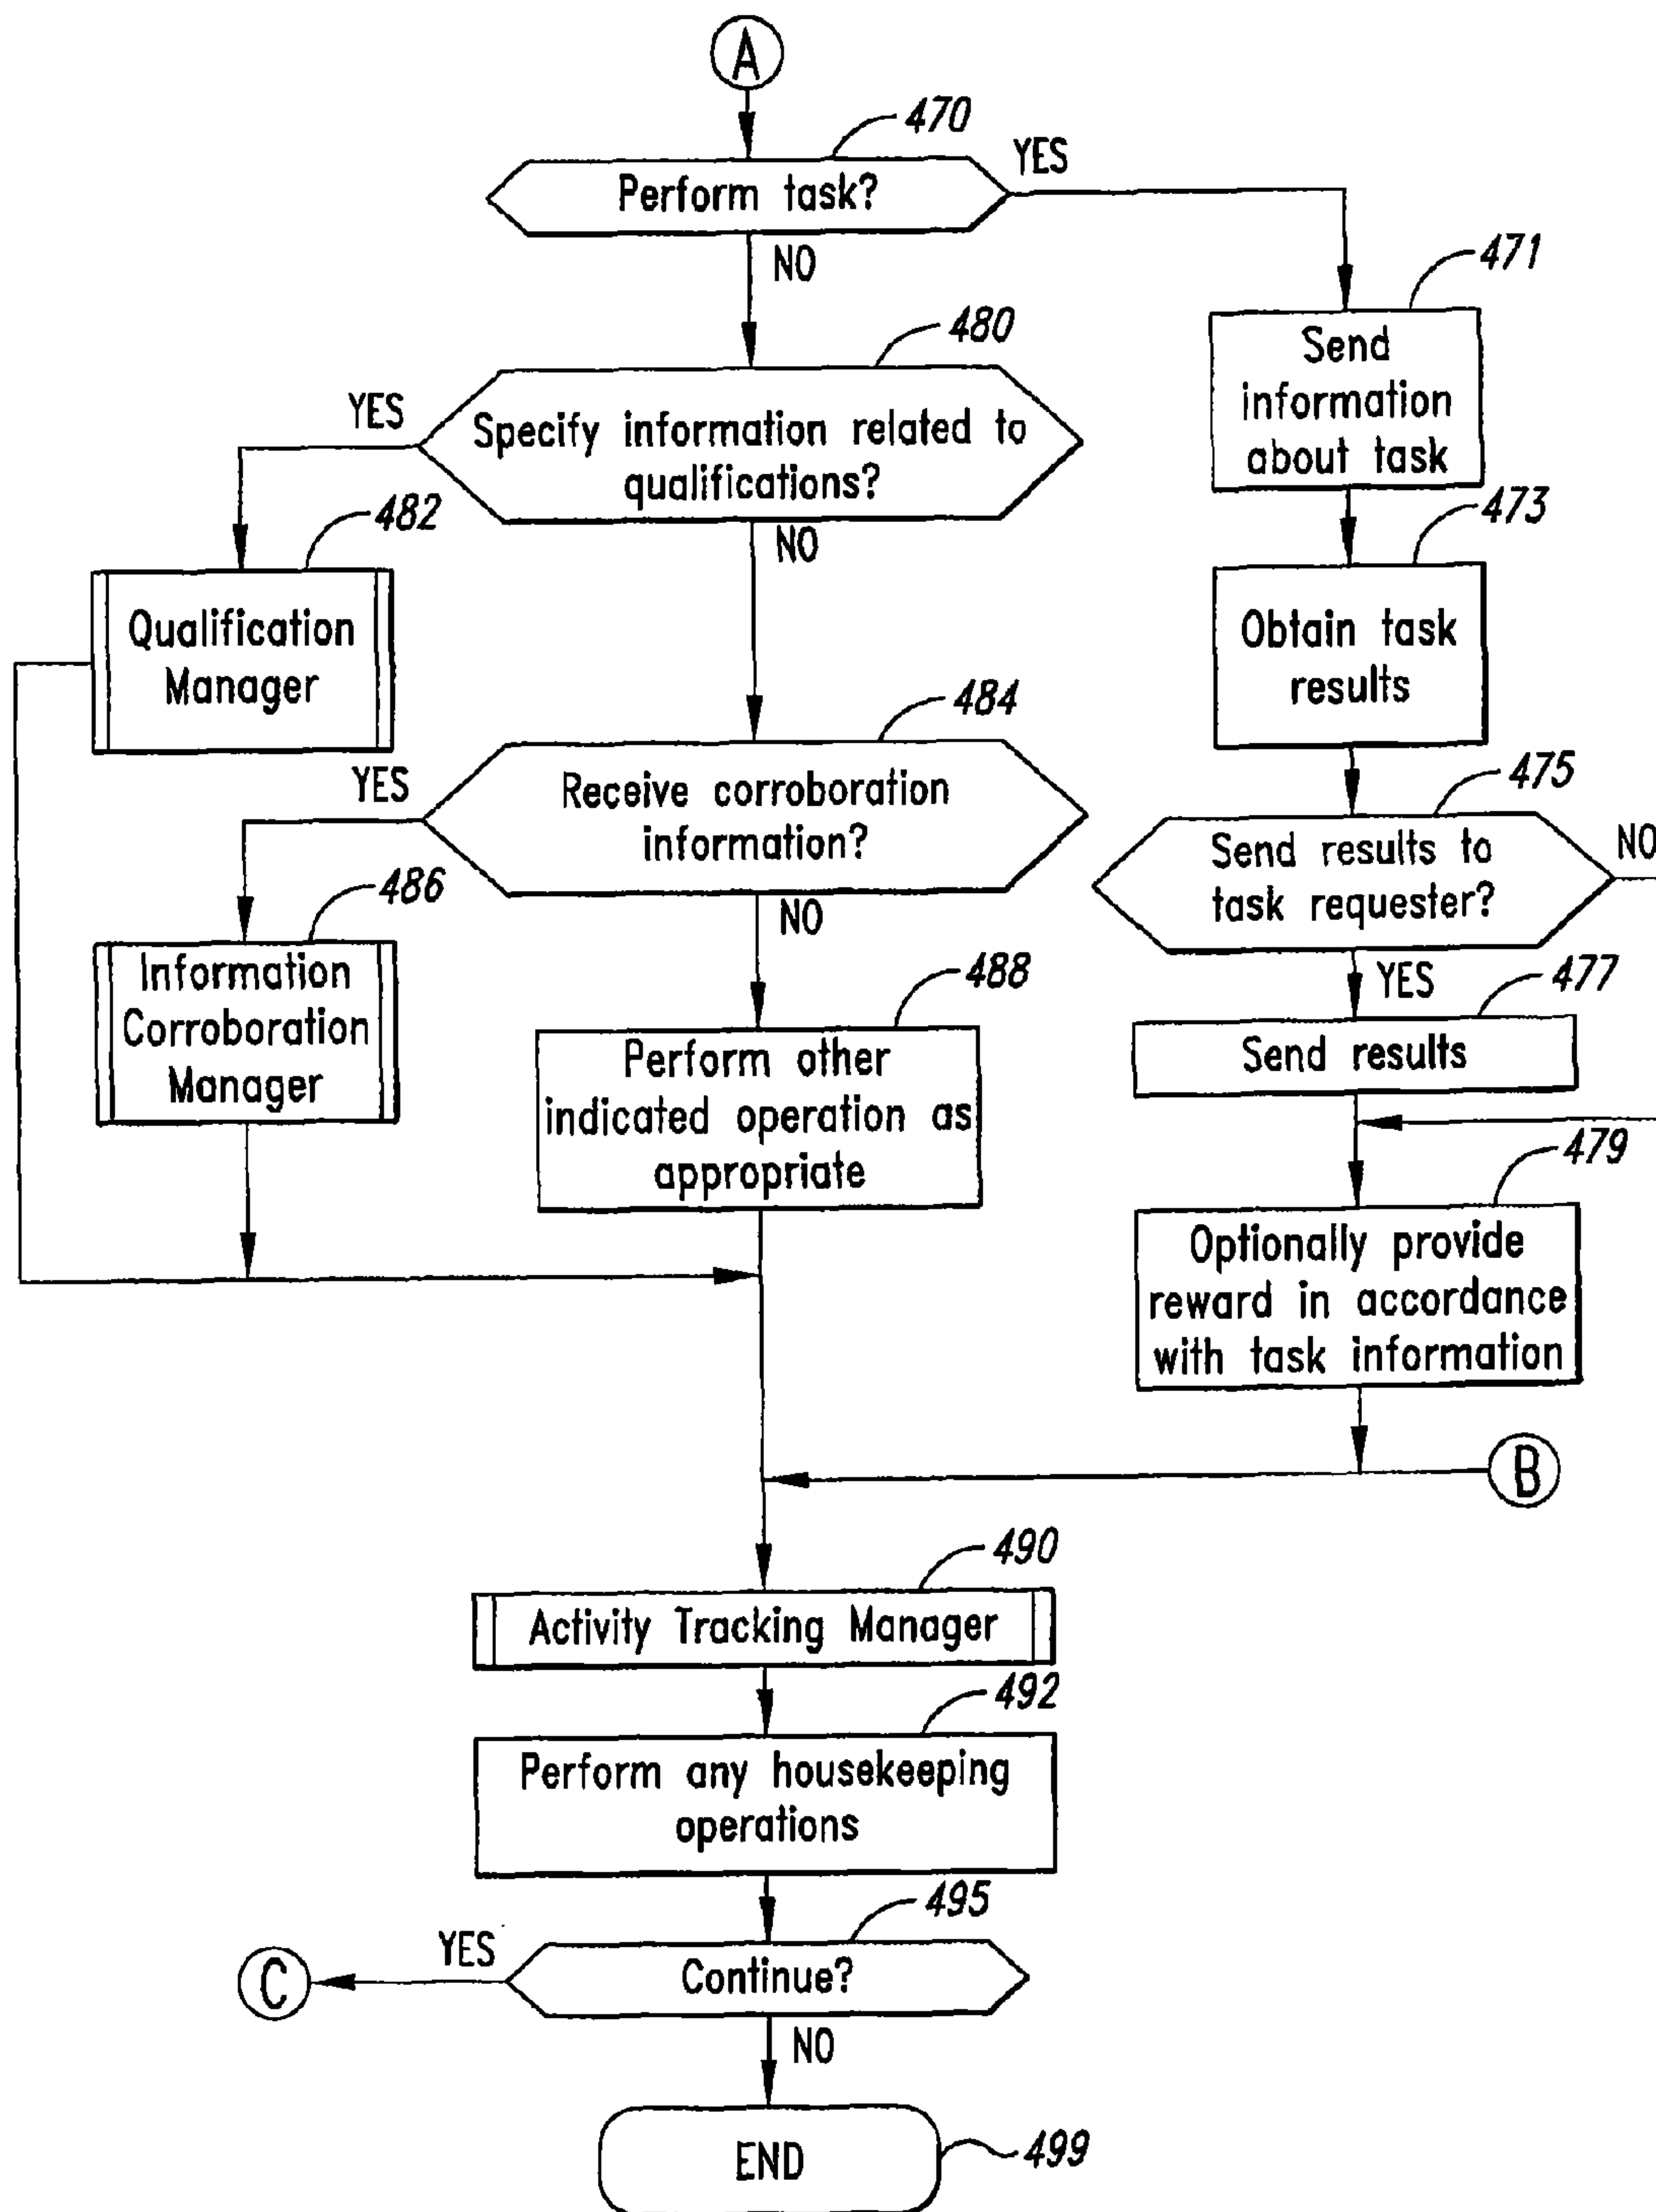 A
470
Perform task?
YES
NO
471
Send
information
about task
480
Specify information related to
qualifications?
YES
NO
482
Qualification
Manager
473
Obtain task
results
484
Receive corroboration
information?
YES
NO
475
Send results to
task requester?
NO
YES
486
Information
Corroboration
Manager
488
Perform other
indicated operation as
appropriate
477
Send results
479
Optionally provide
reward in accordance
with task information
B
490
Activity Tracking Manager
492
Perform any housekeeping
operations
495
Continue?
YES
C
NO
END
499